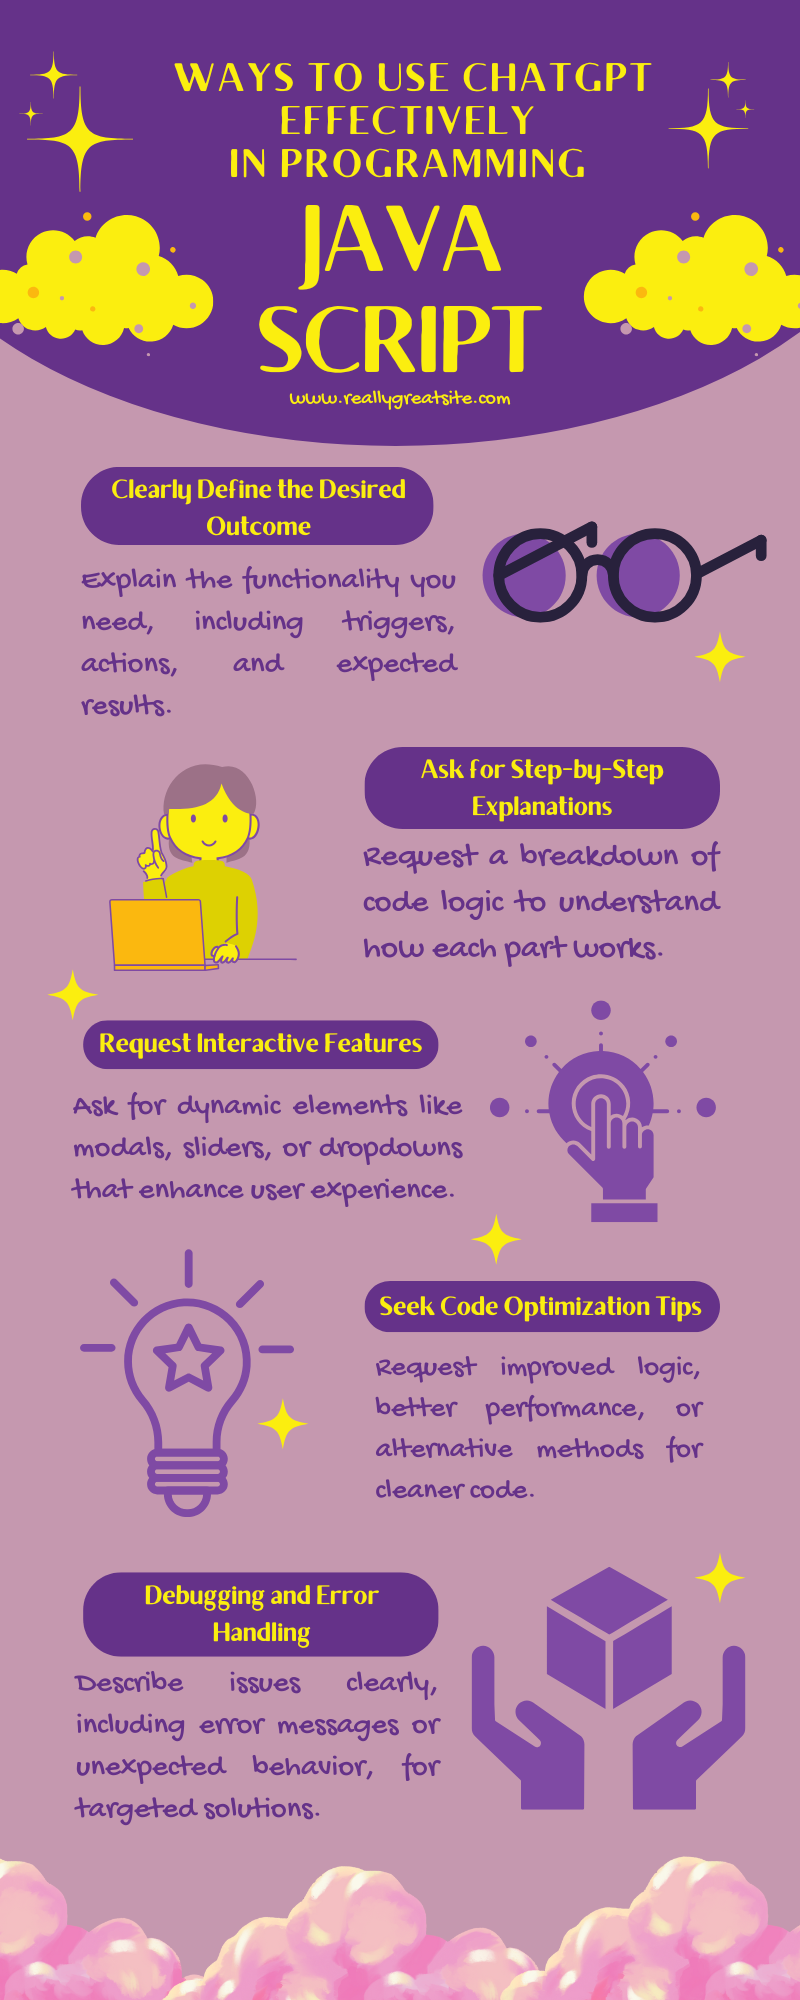 WAYS TO USE CHATGPT
EFFECTIVELY
IN PROGRAMMING
JAVA
SCRIPT
www.reallygreatsite.com
Clearly Define the Desired
Outcome
Explain the functionality you
need, including triggers,
actions, and expected
results.
Ask for Step-by-Step
Explanations
Request a breakdown of
code logic to understand
how each part works.
Request Interactive Features
Ask for dynamic elements like
modals, sliders, or dropdowns
that enhance user experience.
Seek Code Optimization Tips
Request improved logic,
better performance, or
alternative methods for
cleaner code.
Debugging and Error
Handling
Describe issues clearly,
including error messages or
unexpected behavior, for
targeted solutions.